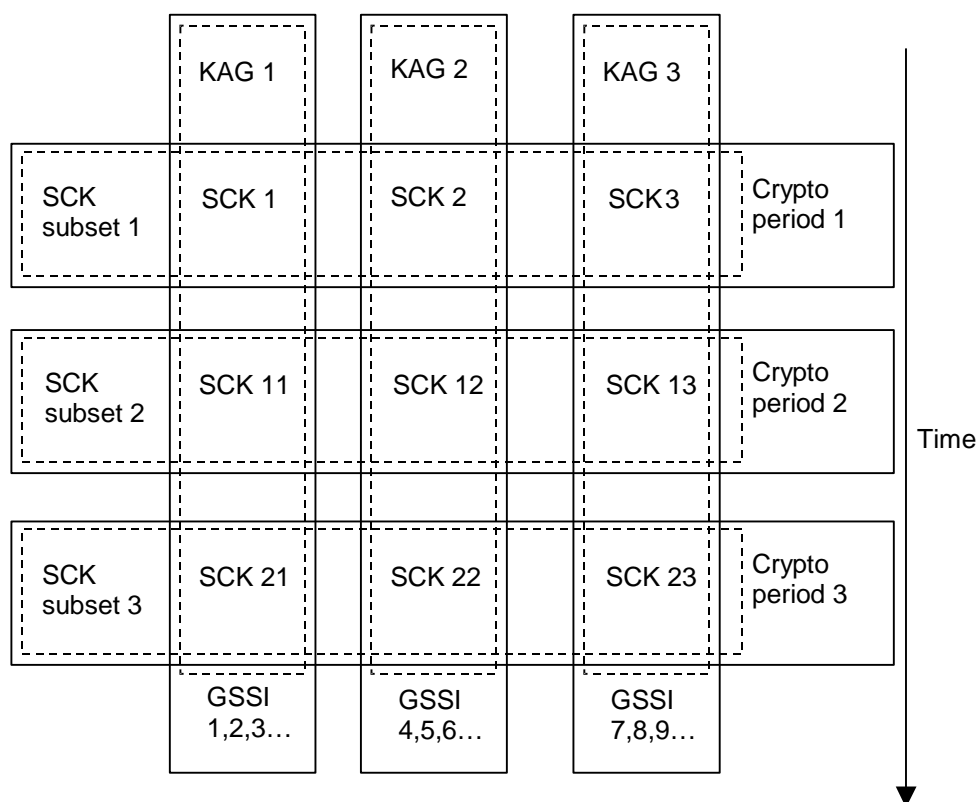 KAG 1
KAG 2
KAG 3
SCK
subset 1
SCK 1
SCK 2
SCK3
Crypto
period 1
SCK
subset 2
SCK 11
SCK 12
SCK 13
Crypto
period 2
Time
SCK
subset 3
SCK 21
SCK 22
SCK 23
Crypto
period 3
GSSI
1,2,3…
GSSI
4,5,6…
GSSI
7,8,9…